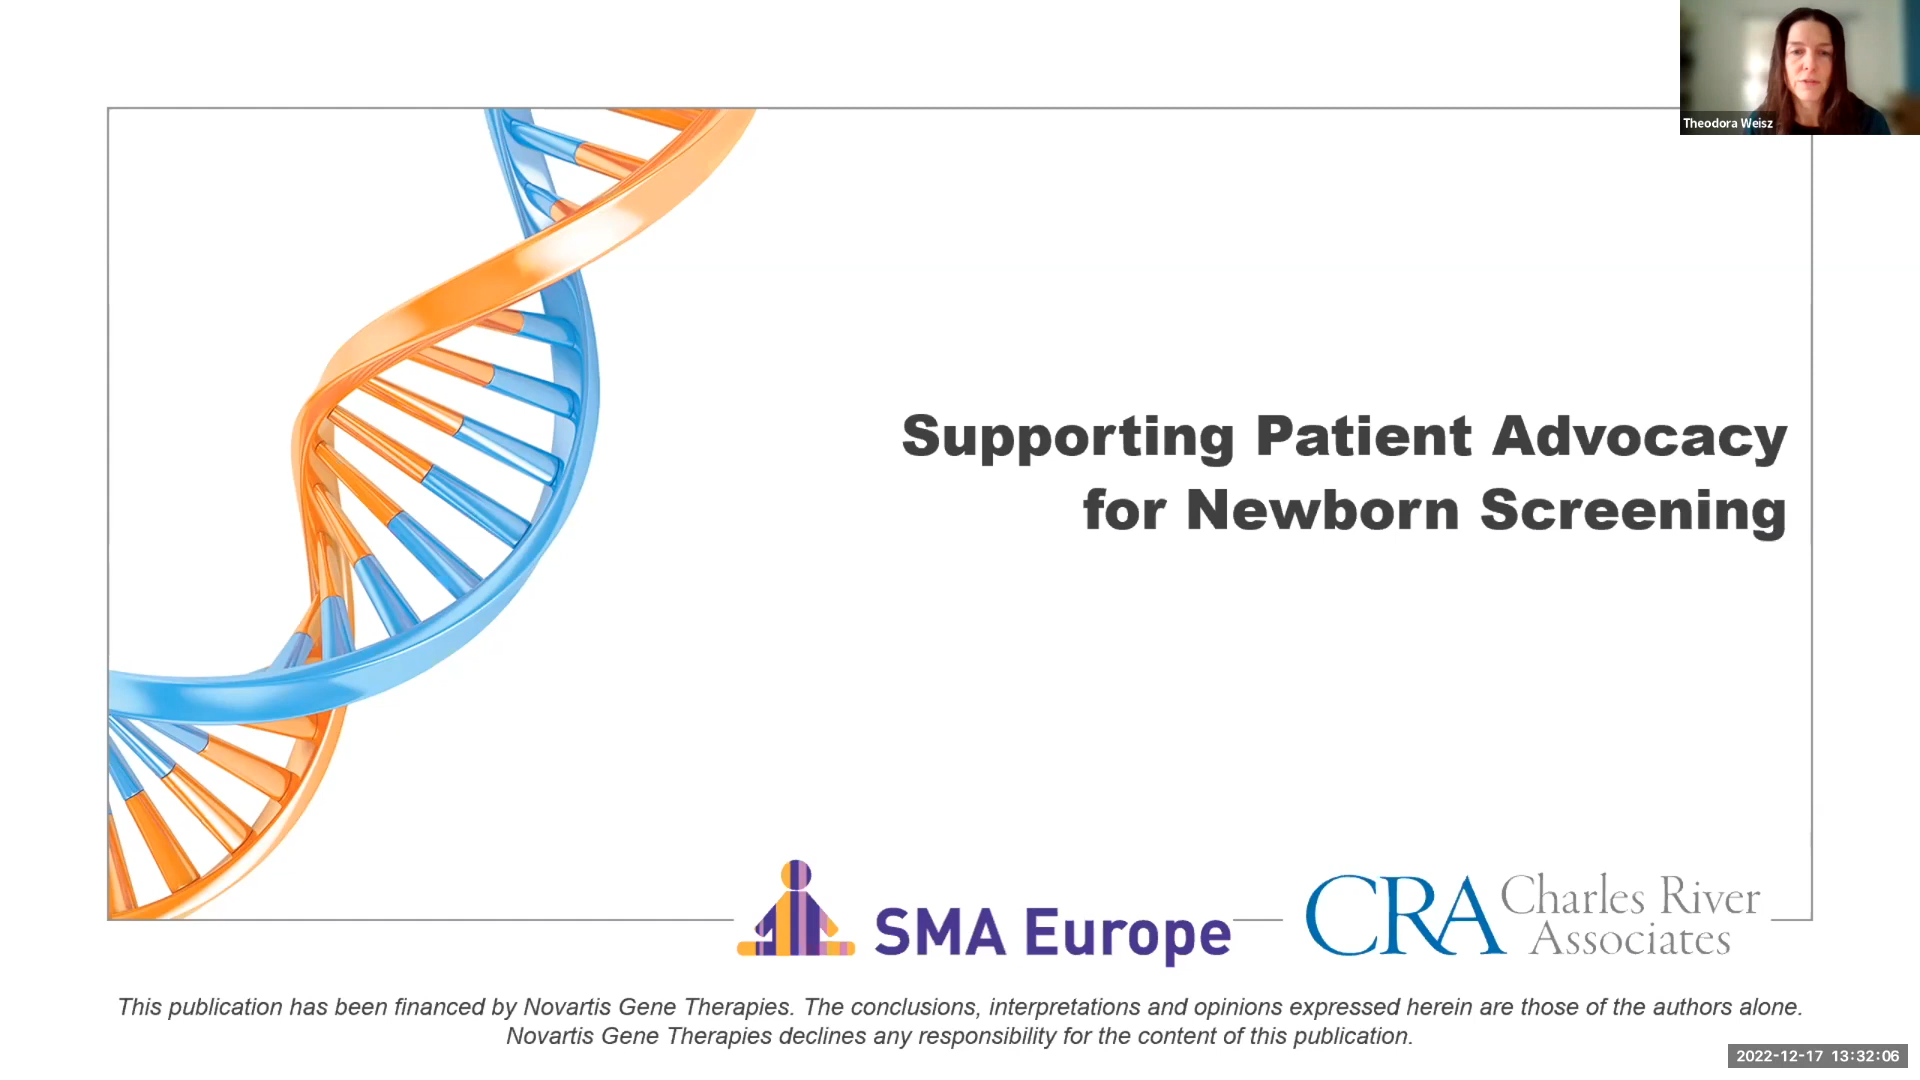 Theodora Weisz
Supporting Patient Advocacy
for Newborn Screening
SMA Europe
CRA Charles River
Associates
This publication has been financed by Novartis Gene Therapies. The conclusions, interpretations and opinions expressed herein are those of the authors alone.
Novartis Gene Therapies declines any responsibility for the content of this publication.
2022-12-17 13:32:06